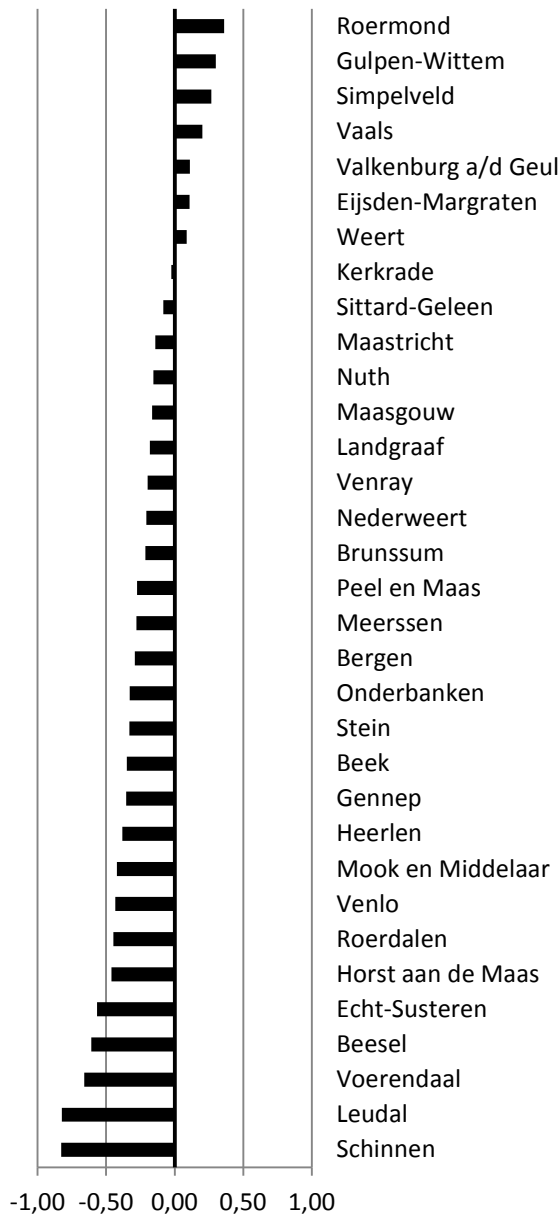 Roermond
Gulpen-Wittem
Simpelveld
Vaals
Valkenburg a/d Geul
Eijsden-Margraten
Weert
Kerkrade
Sittard-Geleen
Maastricht
Nuth
Maasgouw
Landgraaf
Venray
Nederweert
Brunssum
Peel en Maas
Meerssen
Bergen
Onderbanken
Stein
Beek
Gennep
Heerlen
Mook en Middelaar
Venlo
Roerdalen
Horst aan de Maas
Echt-Susteren
Beesel
Voerendaal
Leudal
Schinnen
-1,00 -0,50 0,00 0,50 1,00